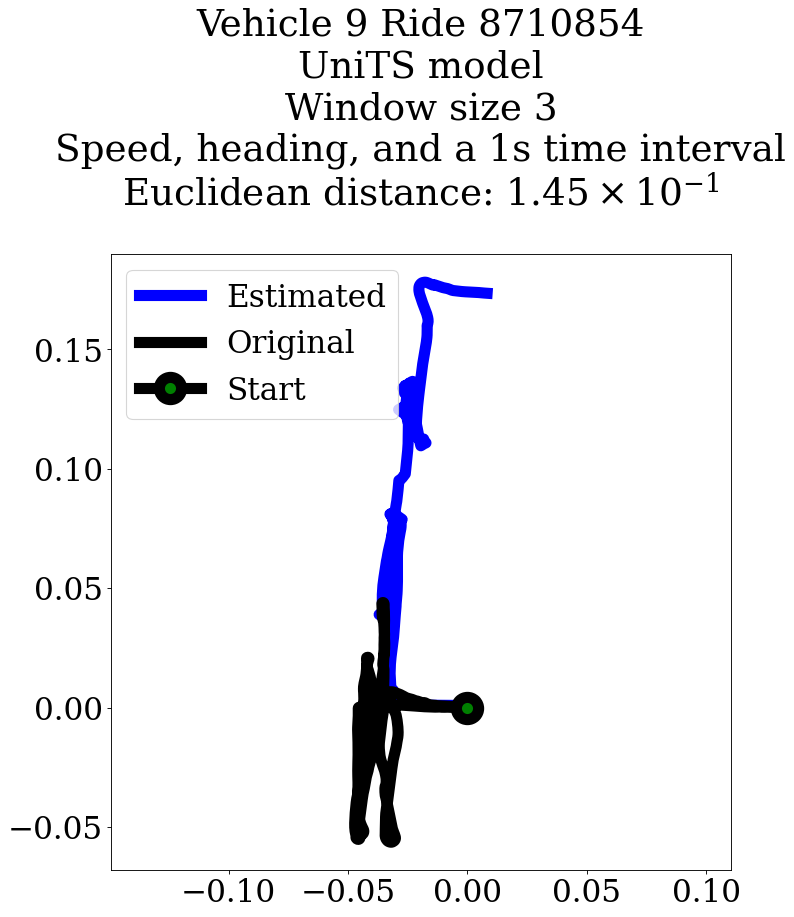 Vehicle 9 Ride 8710854
UniTS model
Window size 3
Speed, heading, and a 1s time interval
Euclidean distance: 1.45 × 10⁻¹
Estimated
Original
Start
0.15
0.10
0.05
0.00
−0.05
−0.10 −0.05 0.00 0.05 0.10